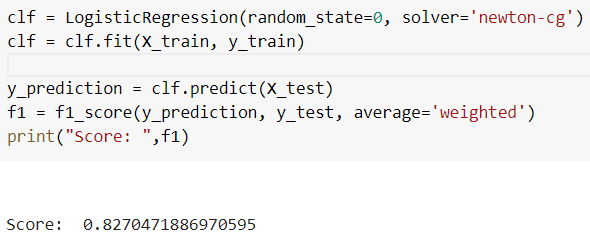 clf = LogisticRegression(random_state=0, solver='newton-cg')
clf = clf.fit(X_train, y_train)
y_prediction = clf.predict(X_test)
f1 = f1_score(y_prediction, y_test, average='weighted')
print("Score: ",f1)
Score:  0.8270471886970595